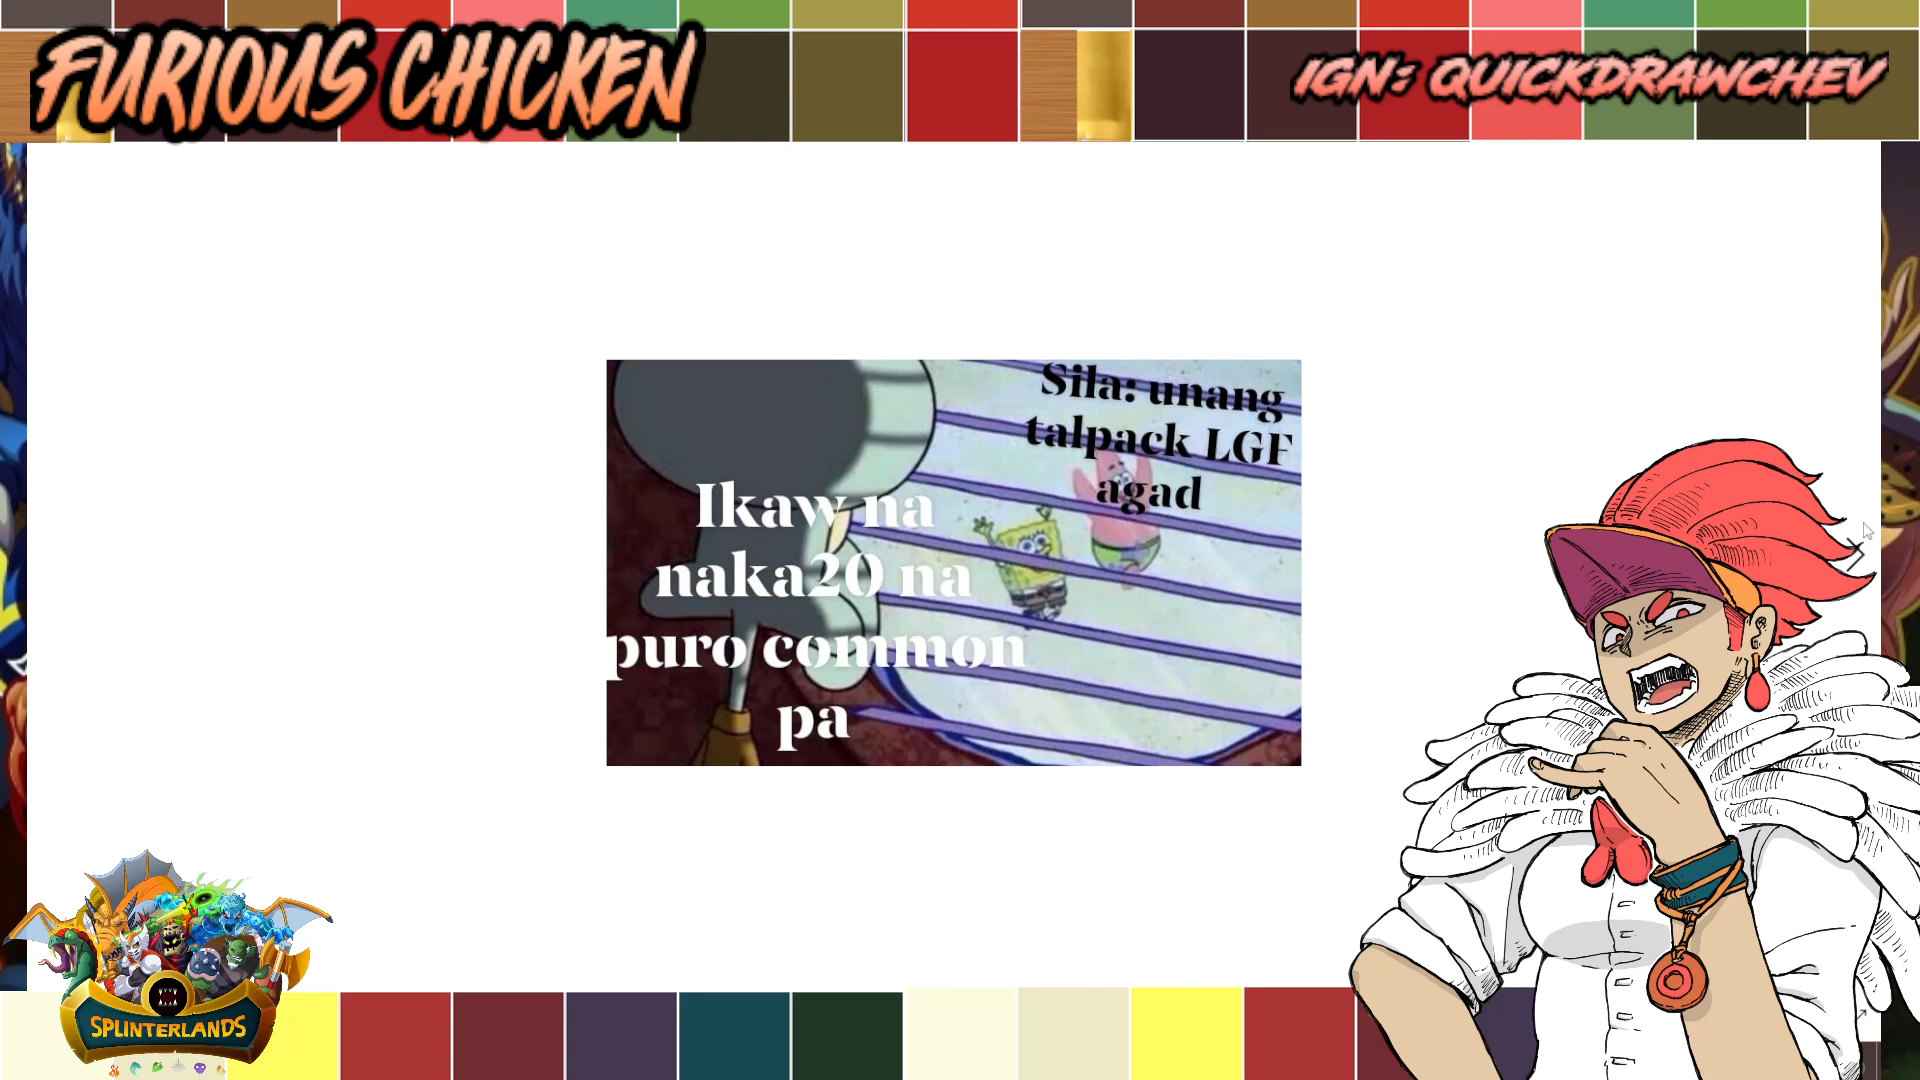 FURIOUS CHICKEN
IGN: QUICKDRAWCHEV
Sila: unang
talpack LGF
agad
Ikaw na
naka20 na
puro common
pa
SPLINTERLANDS